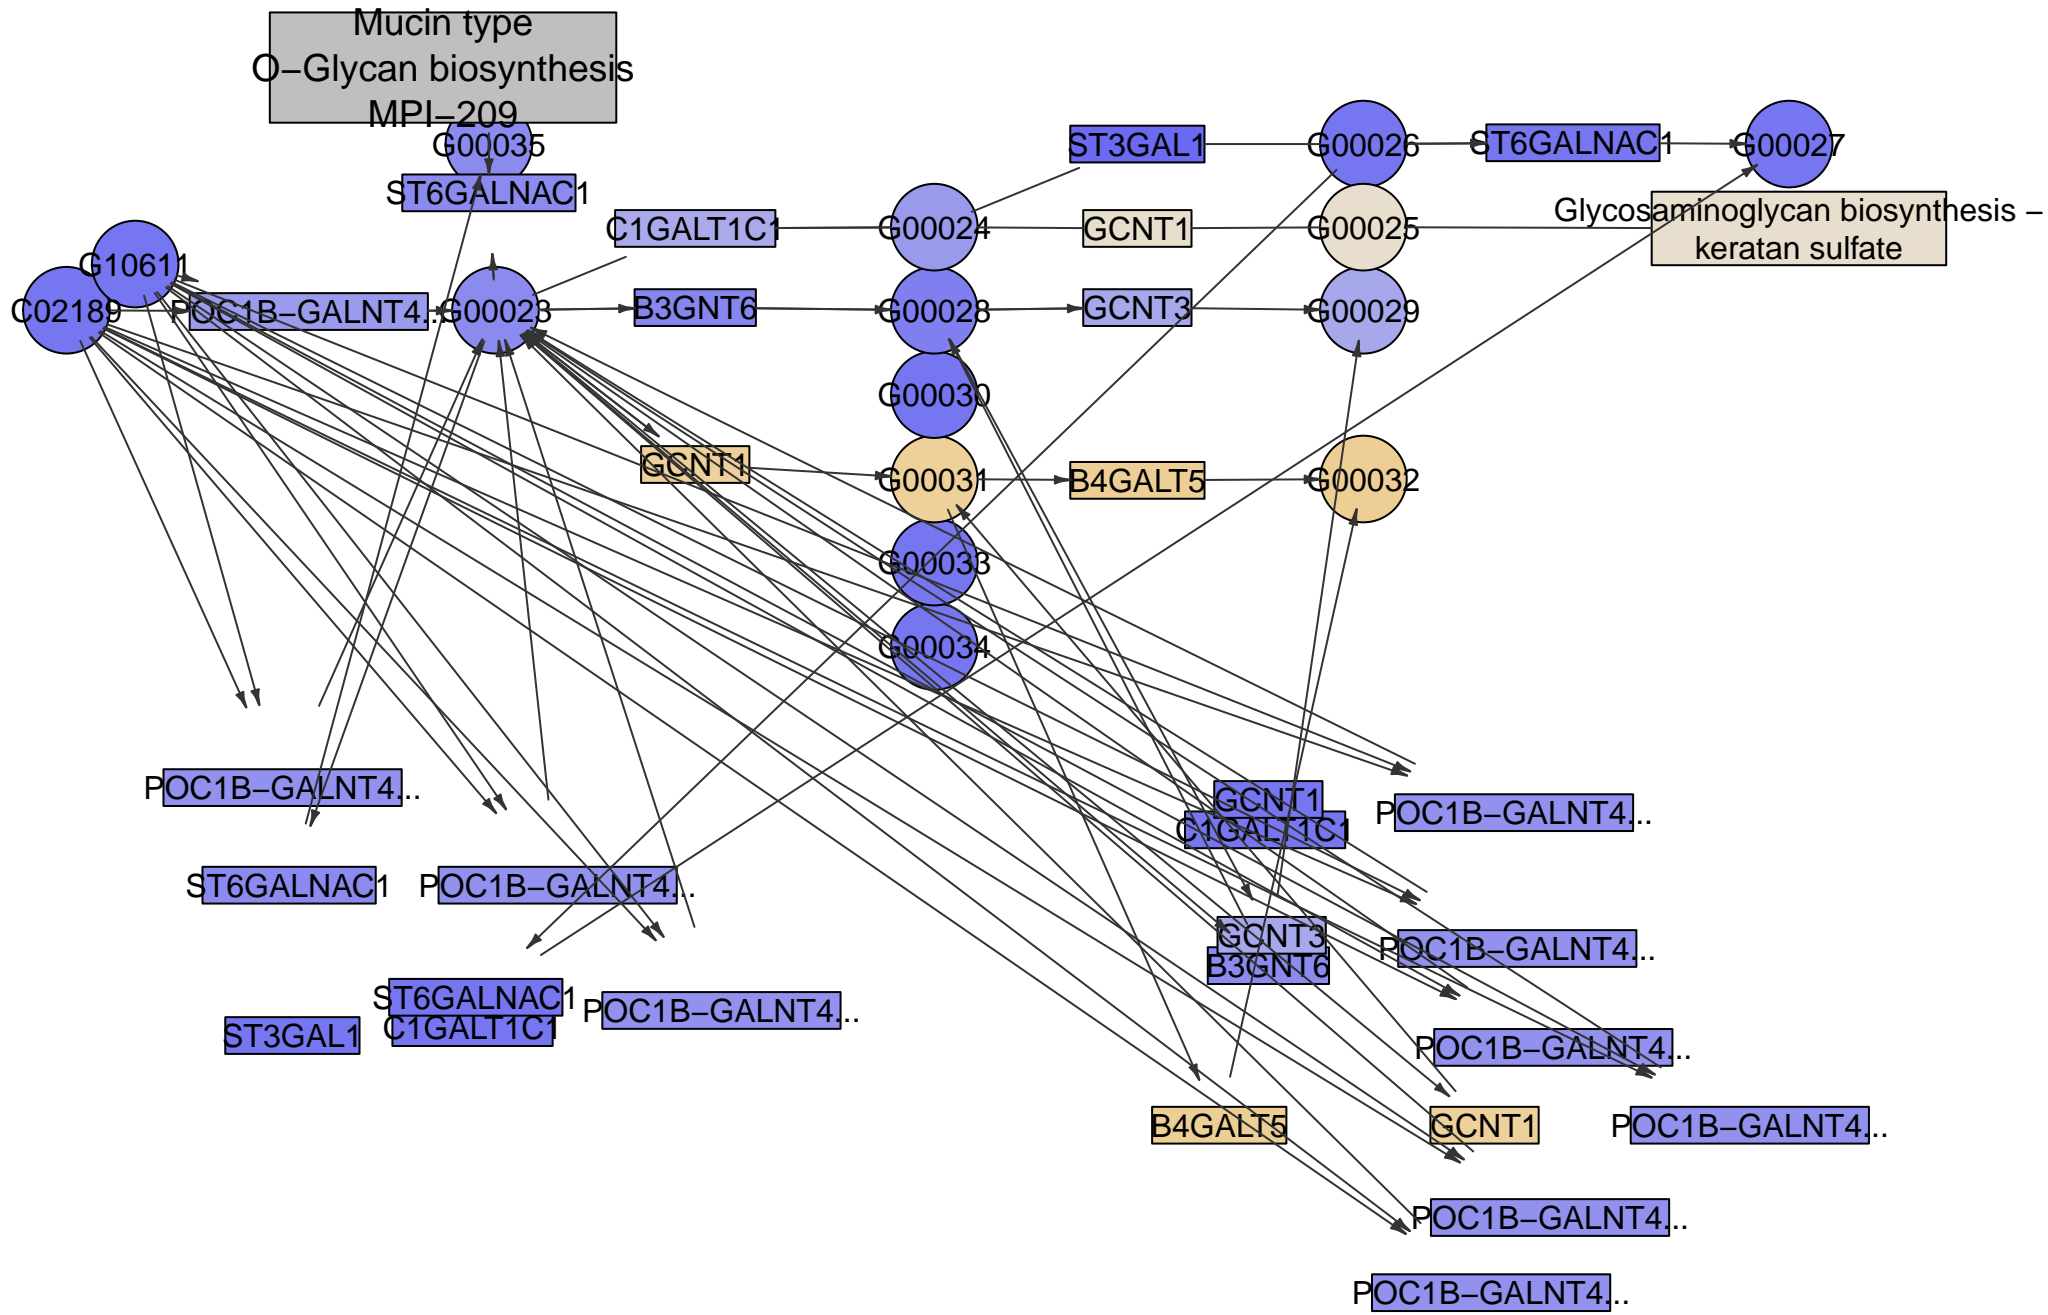 Mucin type
O−Glycan biosynthesis
MPI−209
G00035
ST3GAL1
G00026
ST6GALNAC1
G00027
ST6GALNAC1
C1GALT1C1
G00024
GCNT1
G00025
Glycosaminoglycan biosynthesis −
keratan sulfate
G10611
C02189
POC1B−GALNT4...
G00023
B3GNT6
G00028
GCNT3
G00029
G00030
GCNT1
G00031
B4GALT5
G00032
G00033
G00034
POC1B−GALNT4...
GCNT1
POC1B−GALNT4...
C1GALT1C1
ST6GALNAC1
POC1B−GALNT4...
GCNT3
POC1B−GALNT4...
B3GNT6
ST6GALNAC1
POC1B−GALNT4...
C1GALT1C1
ST3GAL1
POC1B−GALNT4...
B4GALT5
GCNT1
POC1B−GALNT4...
POC1B−GALNT4...
POC1B−GALNT4...